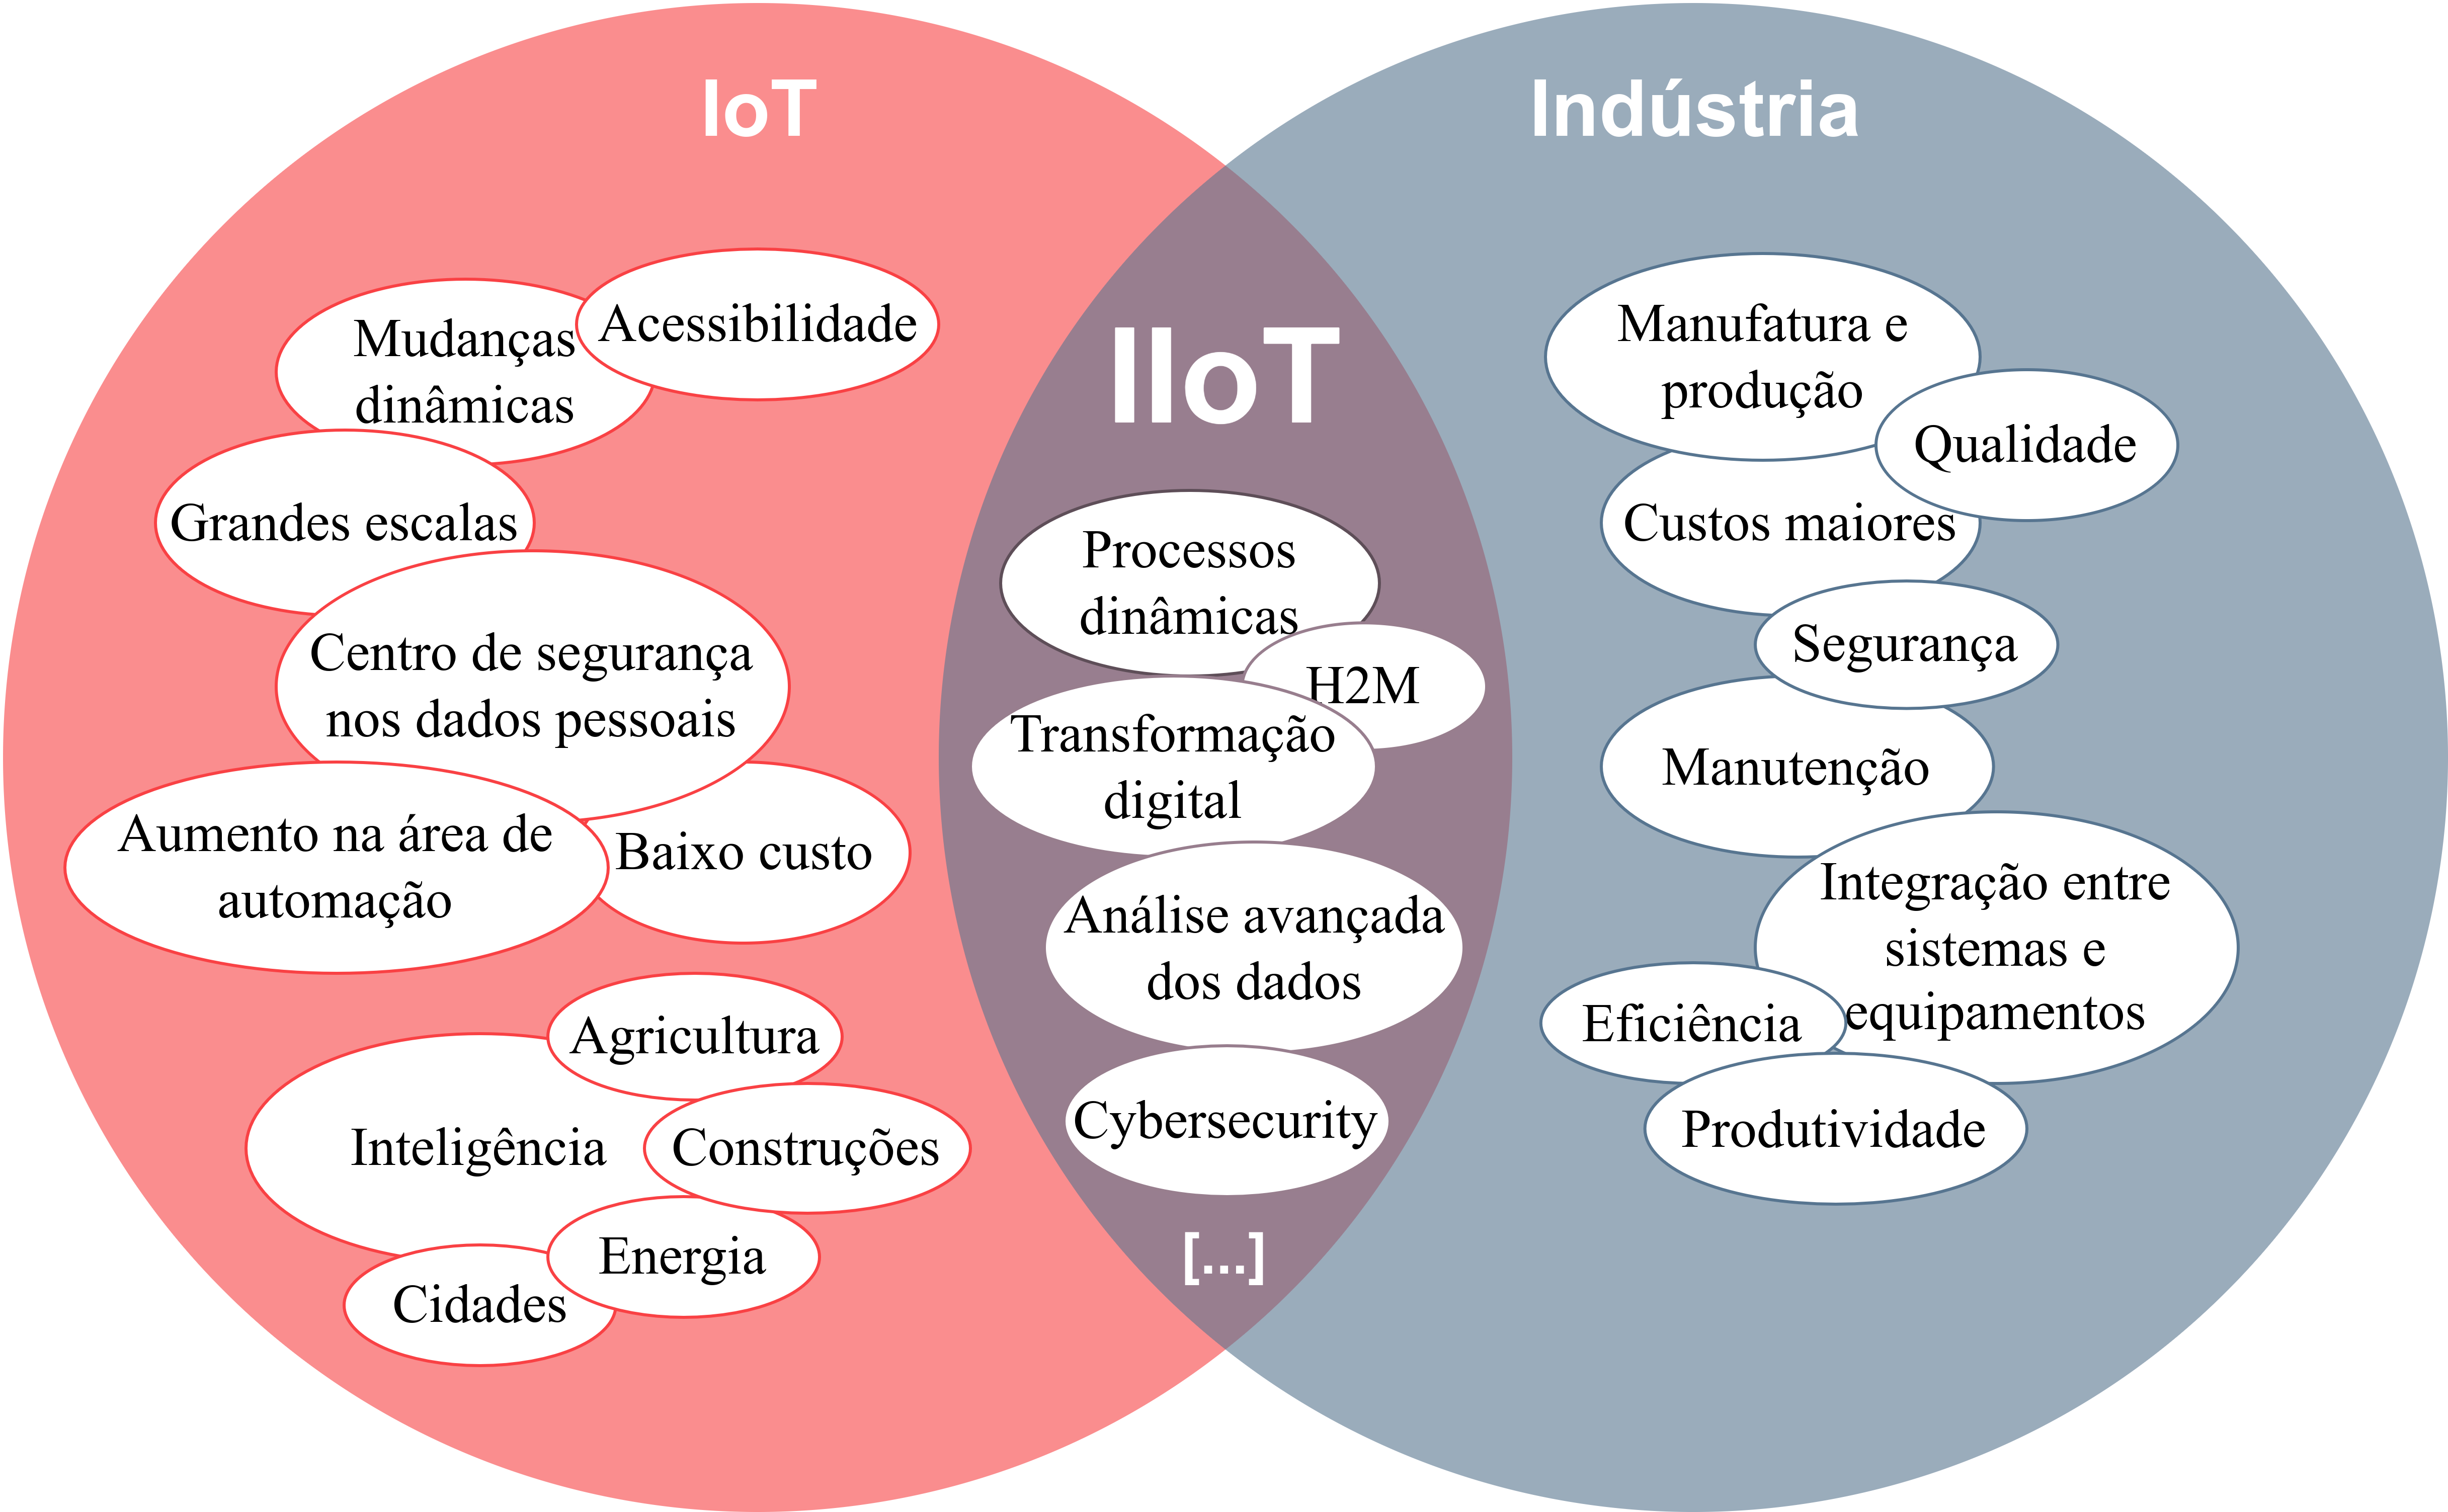 IoT
Indústria
IIoT
Mudanças
dinâmicas
Acessibilidade
Grandes escalas
Centro de segurança
nos dados pessoais
Aumento na área de
automação
Baixo custo
Agricultura
Inteligência
Construções
Energia
Cidades
Processos
dinâmicas
H2M
Transformação
digital
Análise avançada
dos dados
Cybersecurity
[...]
Manufatura e
produção
Qualidade
Custos maiores
Segurança
Manutenção
Integração entre
sistemas e
equipamentos
Eficiência
Produtividade